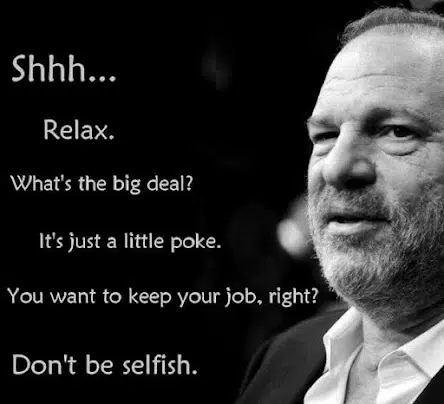 Shhh...
Relax.
What's the big deal?
It's just a little poke.
You want to keep your job, right?
Don't be selfish.